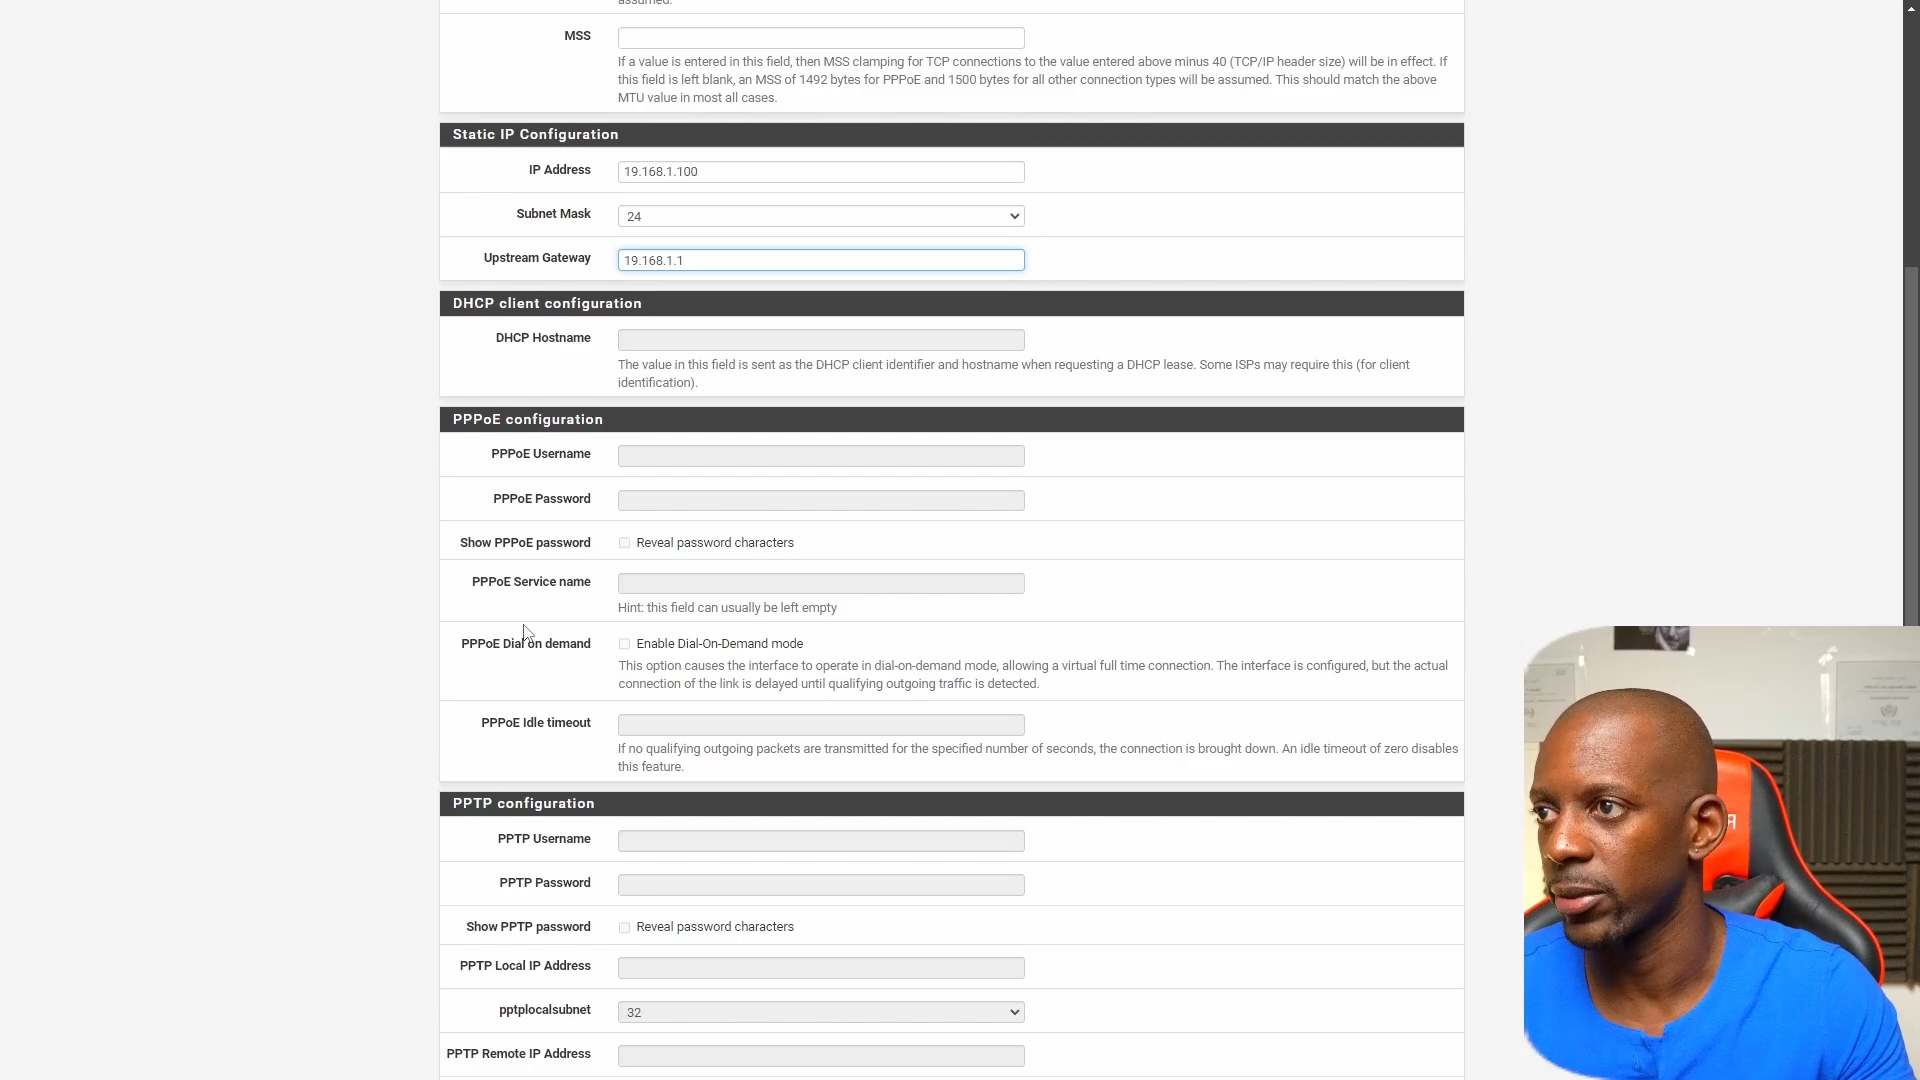 assumed.
MSS
If a value is entered in this field, then MSS clamping for TCP connections to the value entered above minus 40 (TCP/IP header size) will be in effect. If
this field is left blank, an MSS of 1492 bytes for PPPoE and 1500 bytes for all other connection types will be assumed. This should match the above
MTU value in most all cases.
Static IP Configuration
IP Address
19.168.1.100
Subnet Mask
24
Upstream Gateway
19.168.1.1
DHCP client configuration
DHCP Hostname
The value in this field is sent as the DHCP client identifier and hostname when requesting a DHCP lease. Some ISPs may require this (for client
identification).
PPPoE configuration
PPPoE Username
PPPoE Password
Show PPPoE password
Reveal password characters
PPPoE Service name
Hint: this field can usually be left empty
PPPoE Dial on demand
Enable Dial-On-Demand mode
This option causes the interface to operate in dial-on-demand mode, allowing a virtual full time connection. The interface is configured, but the actual
connection of the link is delayed until qualifying outgoing traffic is detected.
PPPoE Idle timeout
If no qualifying outgoing packets are transmitted for the specified number of seconds, the connection is brought down. An idle timeout of zero disables
this feature.
PPTP configuration
PPTP Username
PPTP Password
Show PPTP password
Reveal password characters
PPTP Local IP Address
pptplocalsubnet
32
PPTP Remote IP Address